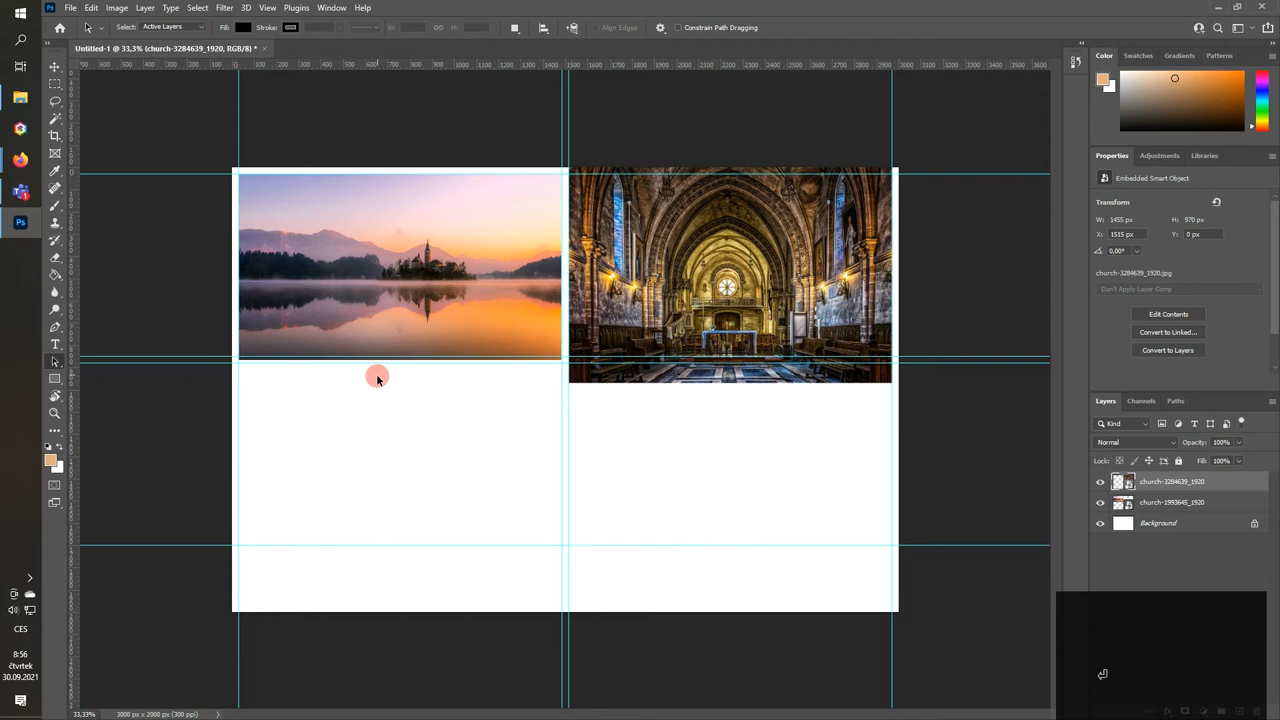 File Edit Image Layer Type Select Filter 3D View Plugins Window Help
Select: Active Layers Fill: Stroke: W: H: Align Edges Constrain Path Dragging
Untitled-1 @ 33,3% (church-3284639_1920, RGB/8) *
Color Swatches Gradients Patterns
Properties Adjustments Libraries
Embedded Smart Object
Transform
W: 1455 px H: 970 px
X: 1515 px Y: 0 px
0,00°
church-3284639_1920.jpg
Don't Apply Layer Comp
Edit Contents
Convert to Linked...
Convert to Layers
Layers Channels Paths
Kind
Normal Opacity: 100%
Lock: Fill: 100%
church-3284639_1920
church-1993645_1920
Background
CES
8:56
čtvrtek
30.09.2021
33,33% 3000 px x 2000 px (300 ppi)